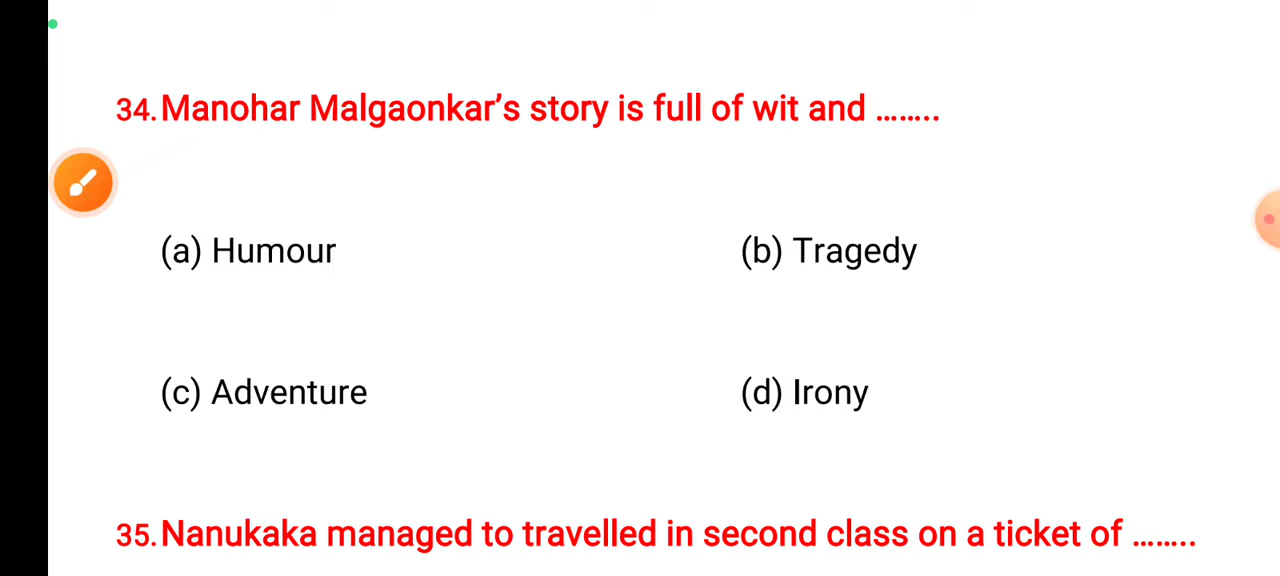 34. Manohar Malgaonkar’s story is full of wit and ……..
(a) Humour (b) Tragedy
(c) Adventure (d) Irony
35. Nanukaka managed to travelled in second class on a ticket of ……..